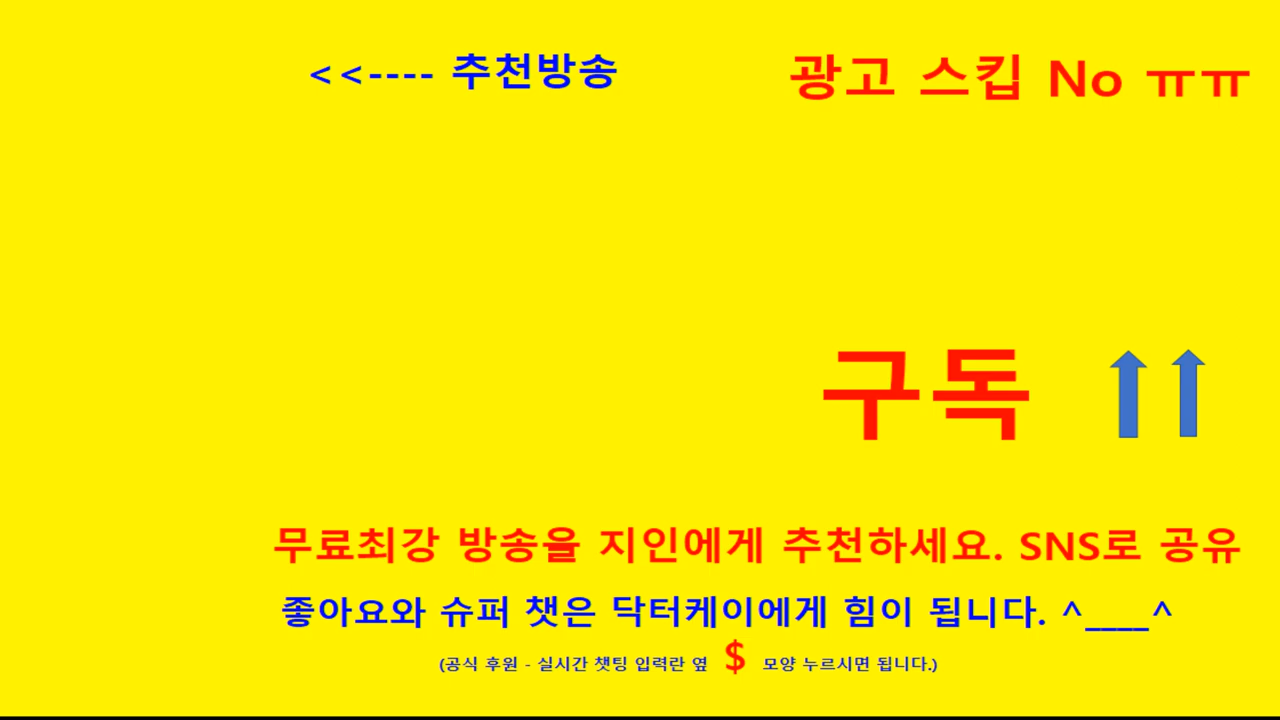 <<---- 추천방송
광고 스킵 No ㅠㅠ
구독
무료최강 방송을 지인에게 추천하세요. SNS로 공유
좋아요와 슈퍼 챗은 닥터케이에게 힘이 됩니다. ^____^
(공식 후원 - 실시간 챗팅 입력란 옆 $ 모양 누르시면 됩니다.)